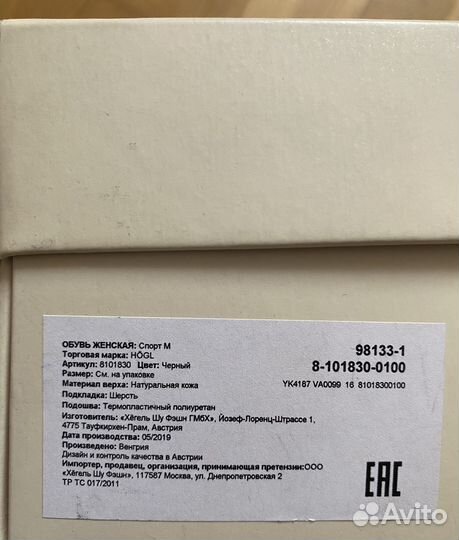 ОБУВЬ ЖЕНСКАЯ: Спорт М
Торговая марка: HÖGL
Артикул: 8101830 Цвет: Черный
Размер: См. на упаковке
Материал верха: Натуральная кожа
Подкладка: Шерсть
Подошва: Термопластичный полиуретан
Изготовитель: «Хёгель Шу Фэшн ГМБХ», Йозеф-Лоренц-Штрассе 1,
4775 Тауфкирхен-Прам, Австрия
Дата производства: 05/2019
Произведено: Венгрия
Дизайн и контроль качества в Австрии
Импортер, продавец, организация, принимающая претензии:ООО
«Хёгель Шу Фэшн», 117587 Москва, ул. Днепропетровская 2
ТР ТС 017/2011
98133-1
8-101830-0100
YK4187 VA0099 16 81018300100
EAC
Avito